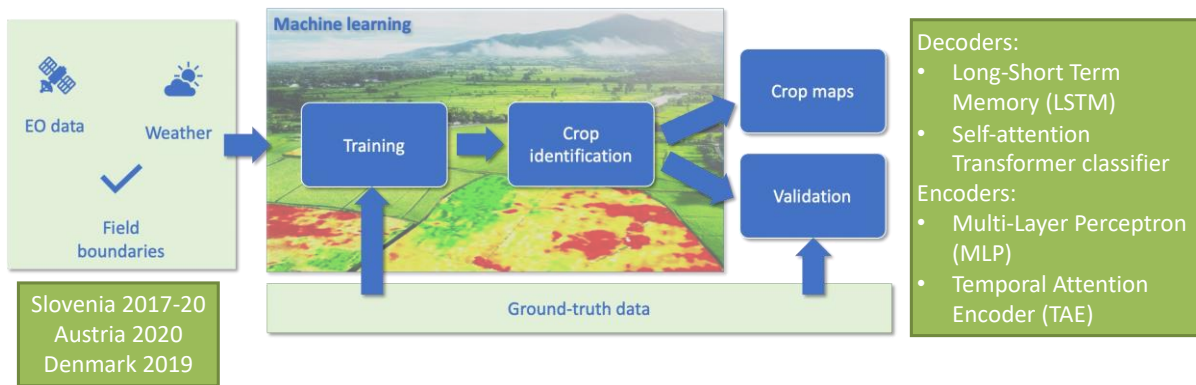 EO data
Weather
Field
boundaries
Slovenia 2017-20
Austria 2020
Denmark 2019
Machine learning
Training
Crop
identification
Crop maps
Validation
Ground-truth data
Decoders:
• Long-Short Term
Memory (LSTM)
• Self-attention
Transformer classifier
Encoders:
• Multi-Layer Perceptron
(MLP)
• Temporal Attention
Encoder (TAE)